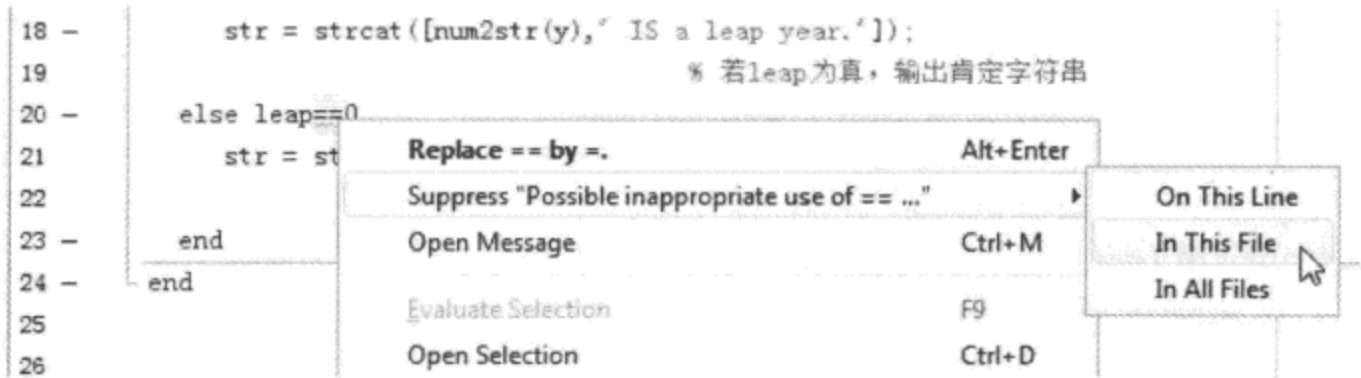 18 — str = strcat([num2str(y),' IS a leap year.']);
19 % 若leap为真，输出肯定字符串
20 — else leap==0
21 str = st
22
23 — end
24 — end
25
26
Replace == by =. Alt+Enter
Suppress "Possible inappropriate use of == ..."
Open Message Ctrl+M
Evaluate Selection F9
Open Selection Ctrl+D
On This Line
In This File
In All Files